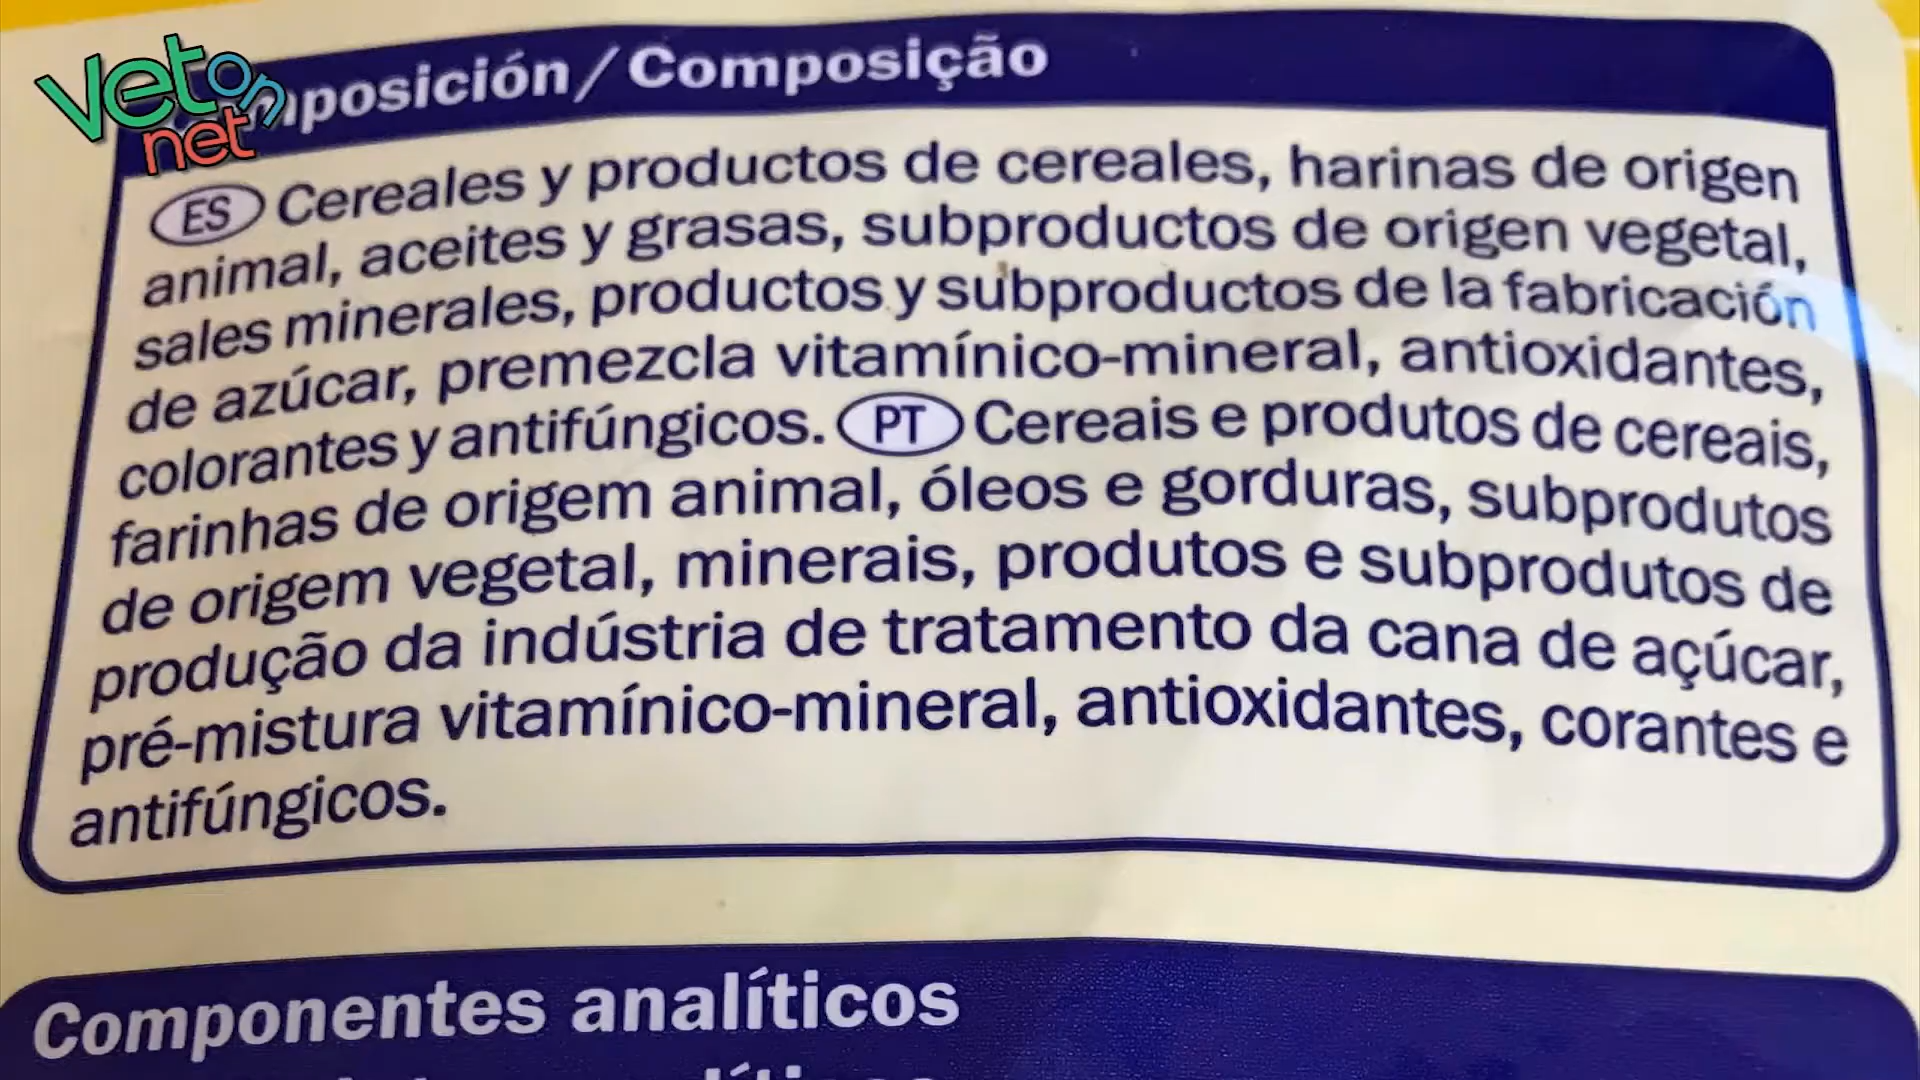 Vet on
net
mposición/Composição
ES Cereales y productos de cereales, harinas de origen
animal, aceites y grasas, subproductos de origen vegetal,
sales minerales, productos y subproductos de la fabricación
de azúcar, premezcla vitamínico-mineral, antioxidantes,
colorantes y antifúngicos. PT Cereais e produtos de cereais,
farinhas de origem animal, óleos e gorduras, subprodutos
de origem vegetal, minerais, produtos e subprodutos de
produção da indústria de tratamento da cana de açúcar,
pré-mistura vitamínico-mineral, antioxidantes, corantes e
antifúngicos.
Componentes analíticos